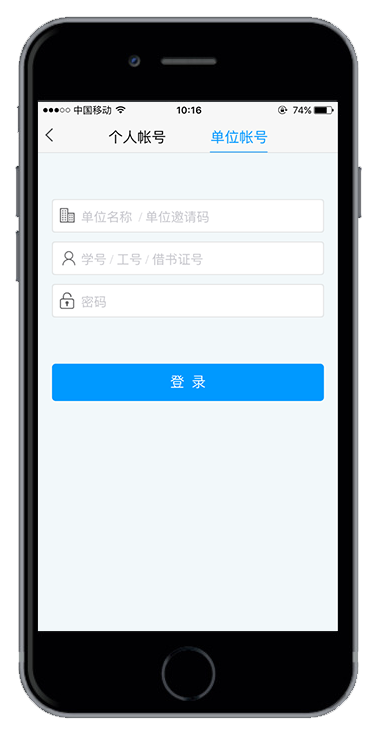 中国移动 10:16 74%
个人帐号 单位帐号
单位名称 / 单位邀请码
学号 / 工号 / 借书证号
密码
登 录